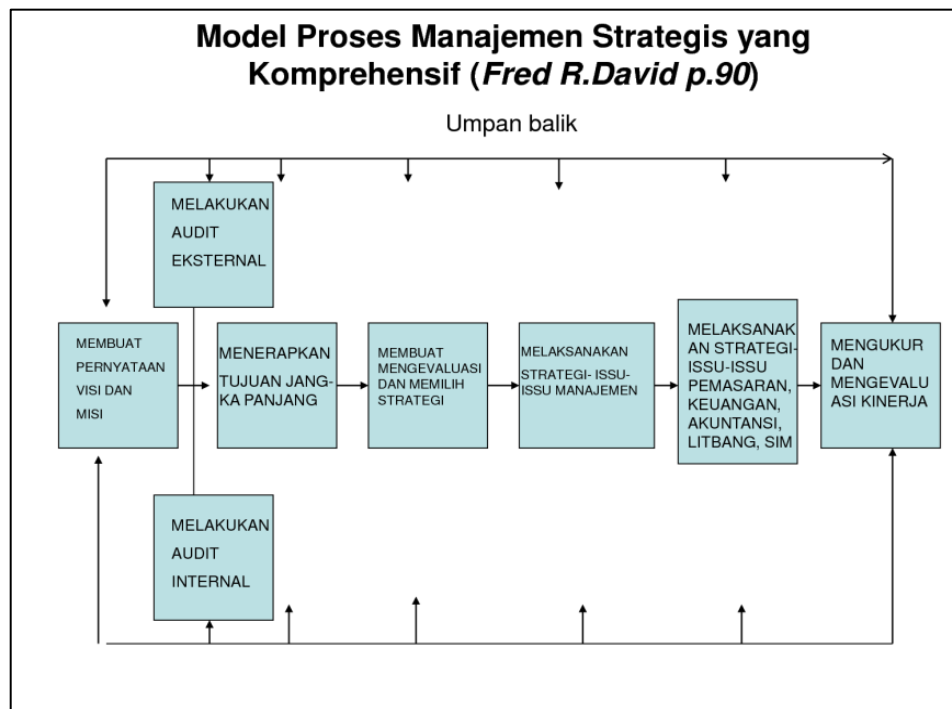 Model Proses Manajemen Strategis yang
Komprehensif (Fred R.David p.90)
Umpan balik
MELAKUKAN
AUDIT
EKSTERNAL
MEMBUAT
PERNYATAAN
VISI DAN
MISI
MENERAPKAN
TUJUAN JANG-
KA PANJANG
MEMBUAT
MENGEVALUASI
DAN MEMILIH
STRATEGI
MELAKSANAKAN
STRATEGI- ISSU-
ISSU MANAJEMEN
MELAKSANAK
AN STRATEGI-
ISSU-ISSU
PEMASARAN,
KEUANGAN,
AKUNTANSI,
LITBANG, SIM
MENGUKUR
DAN
MENGEVALU
ASI KINERJA
MELAKUKAN
AUDIT
INTERNAL